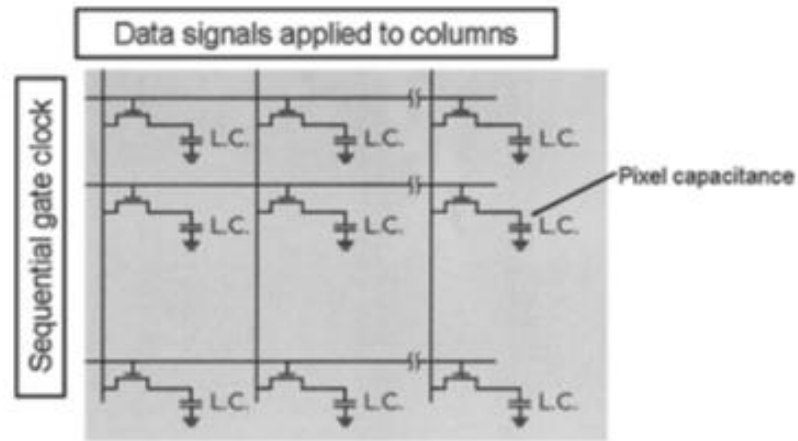 Data signals applied to columns
Sequential gate clock
L.C. L.C. L.C.
Pixel capacitance
L.C. L.C. L.C.
L.C. L.C. L.C.